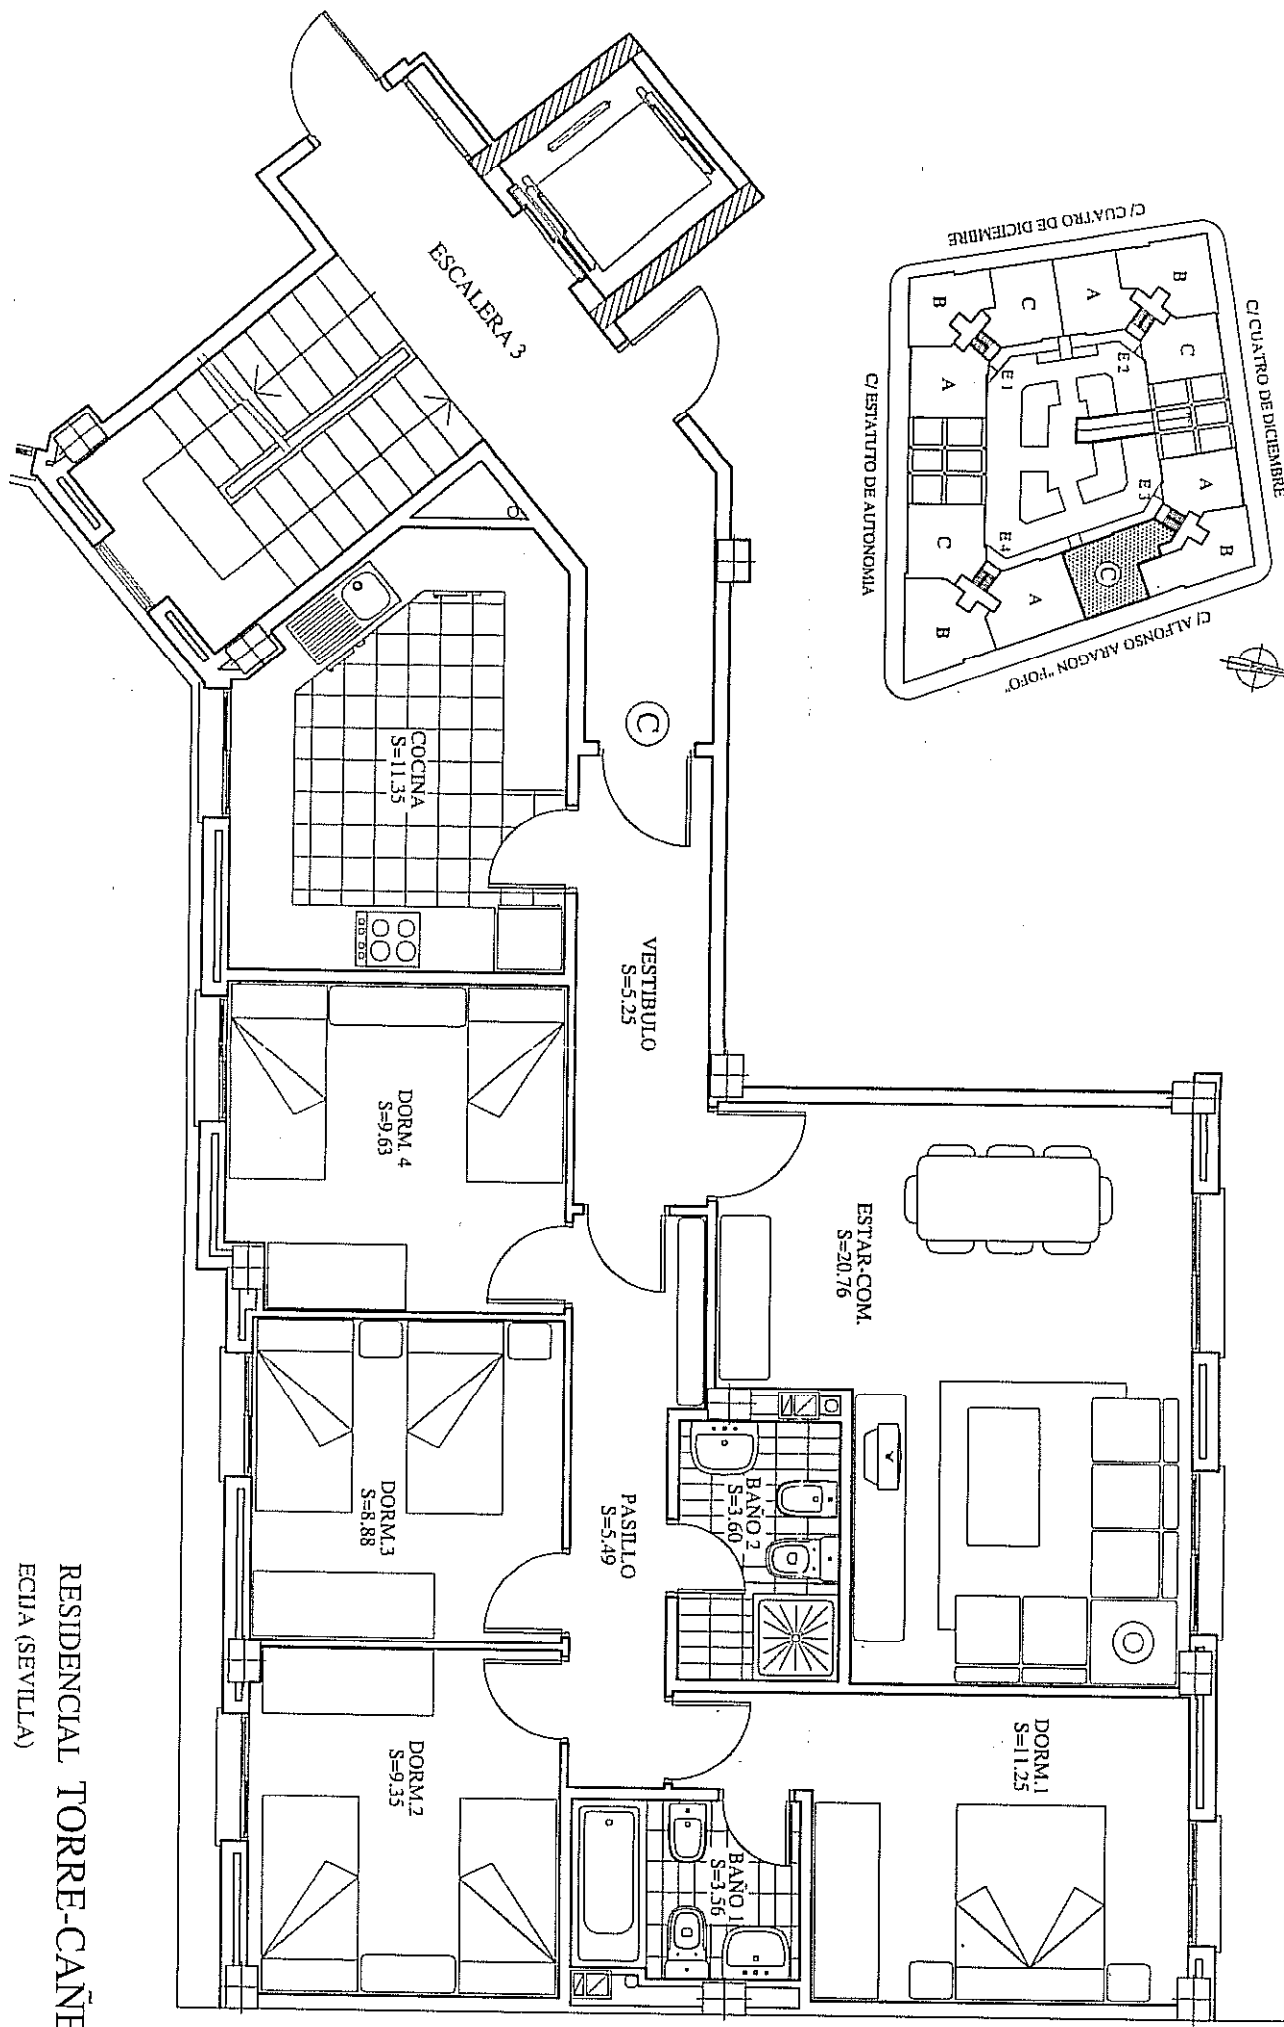 C/ CUATRO DE DICIEMBRE
C/ CUATRO DE DICIEMBRE
C/ ALFONSO ARAGON "FOFO"
C/ ESTATUTO DE AUTONOMIA
B
A
C
B
E 2
E 1
C
A
A
B
E 3
C
E 4
A
C
B
ESCALERA 3
C
COCINA
S=11.35
VESTIBULO
S=5.25
DORM. 4
S=9.63
ESTAR-COM.
S=20.76
DORM.3
S=8.88
PASILLO
S=5.49
BAÑO 2
S=3.60
DORM.2
S=9.35
BAÑO 1
S=3.56
DORM.1
S=11.25
RESIDENCIAL TORRE-CAÑE
ECIJA (SEVILLA)